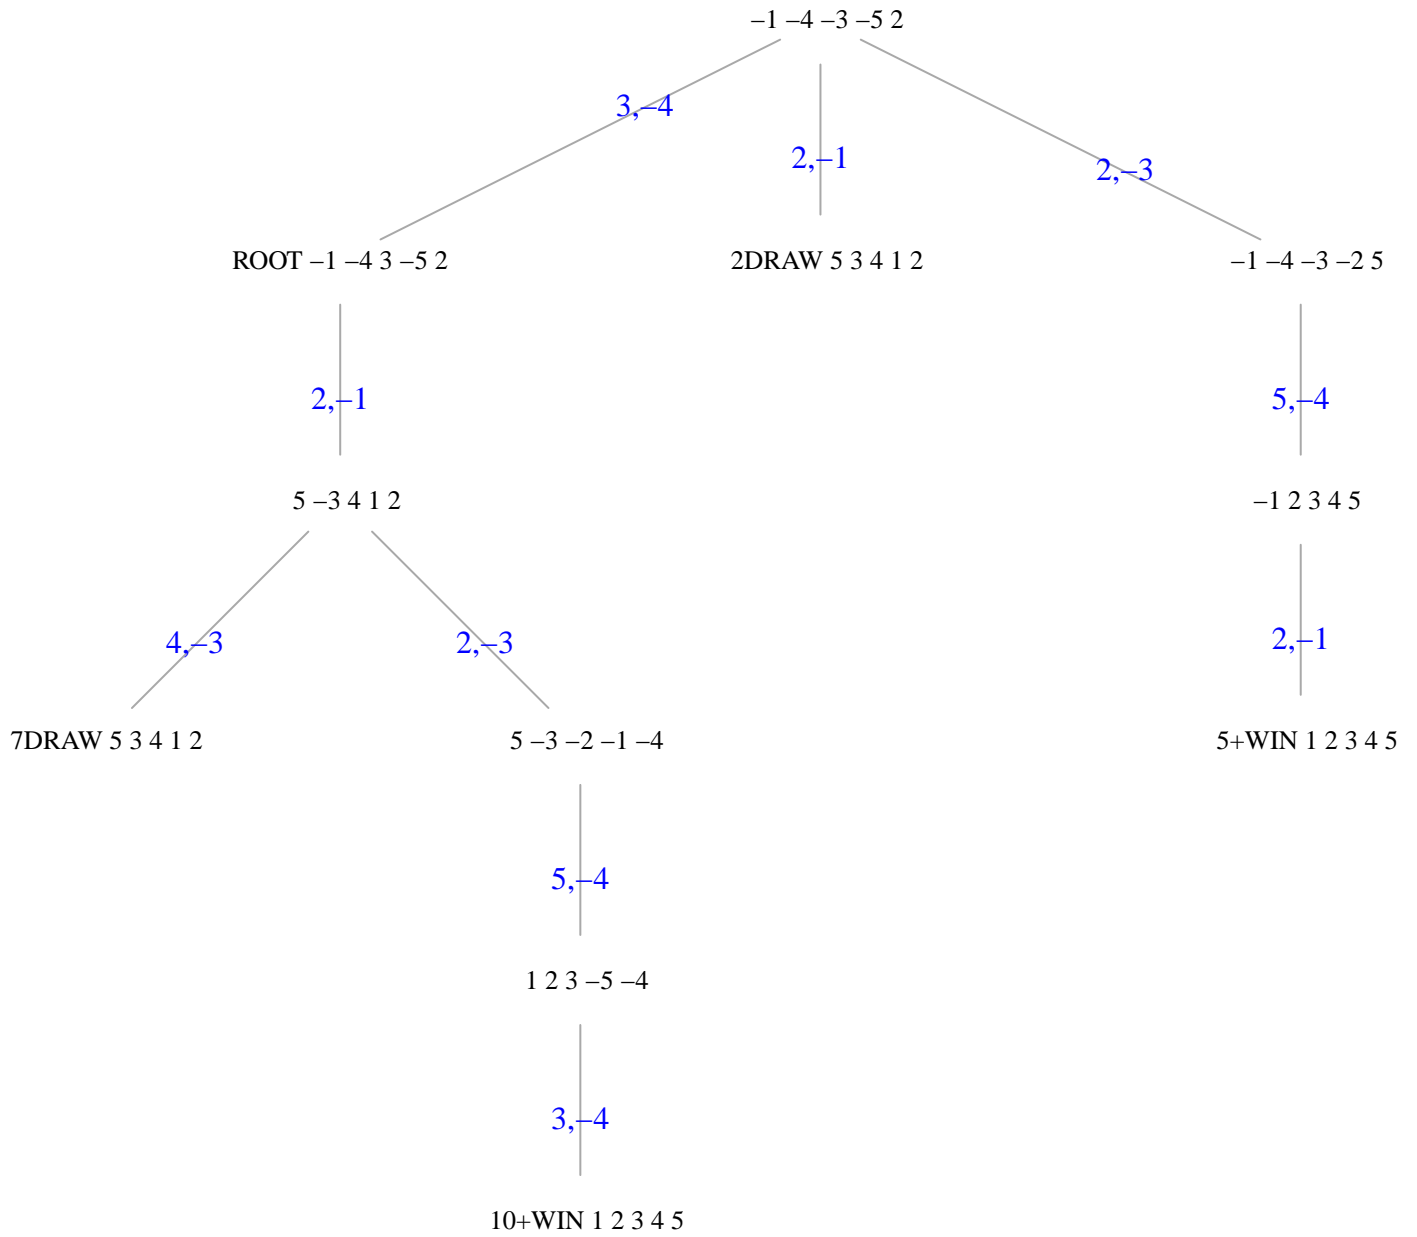 –1 –4 –3 –5 2
3,–4
2,–1
2,–3
ROOT –1 –4 3 –5 2
2DRAW 5 3 4 1 2
–1 –4 –3 –2 5
2,–1
5,–4
5 –3 4 1 2
–1 2 3 4 5
4,–3
2,–3
2,–1
7DRAW 5 3 4 1 2
5 –3 –2 –1 –4
5+WIN 1 2 3 4 5
5,–4
1 2 3 –5 –4
3,–4
10+WIN 1 2 3 4 5